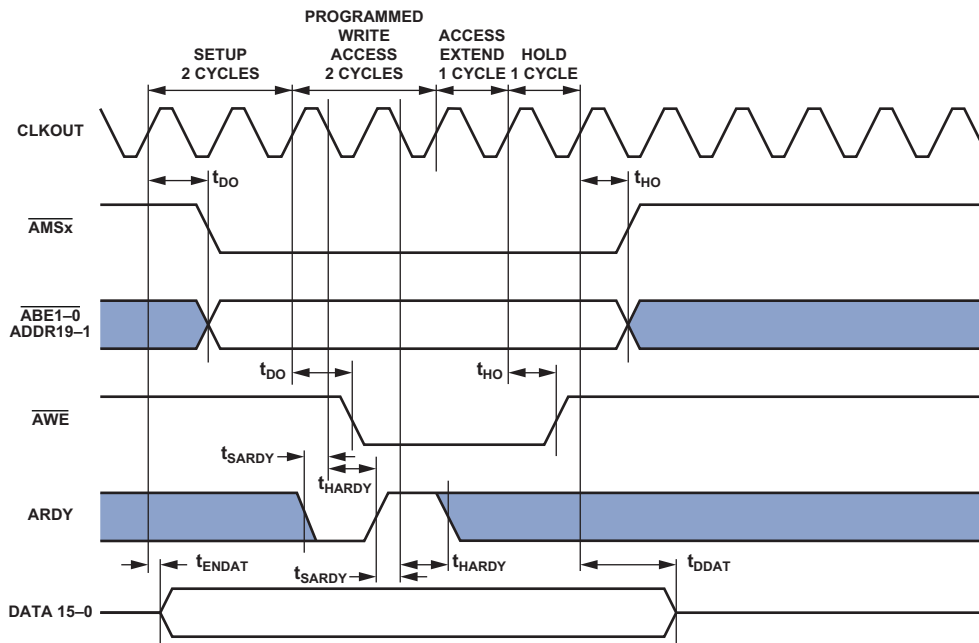 PROGRAMMED
WRITE
ACCESS
2 CYCLES
SETUP
2 CYCLES
ACCESS
EXTEND
1 CYCLE
HOLD
1 CYCLE
CLKOUT
tDO
tHO
AMSx
ABE1–0
ADDR19–1
tDO
tHO
AWE
tSARDY
tHARDY
ARDY
tENDAT
tSARDY
tHARDY
tDDAT
DATA 15–0